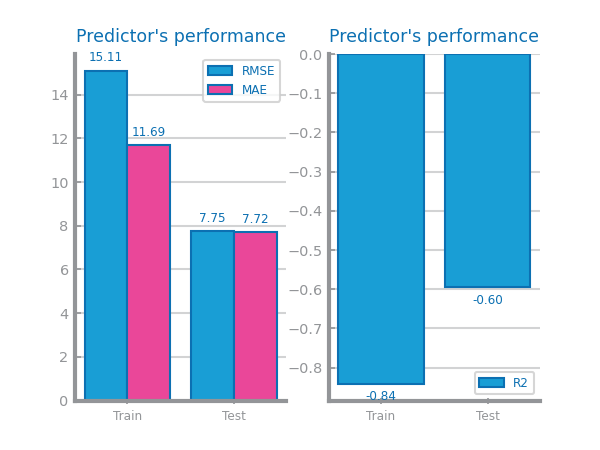 Predictor's performance
15.11
RMSE
MAE
14
12
11.69
10
8
7.75
7.72
6
4
2
0
Train
Test
Predictor's performance
0.0
−0.1
−0.2
−0.3
−0.4
−0.5
−0.6
-0.60
−0.7
−0.8
R2
-0.84
Train
Test